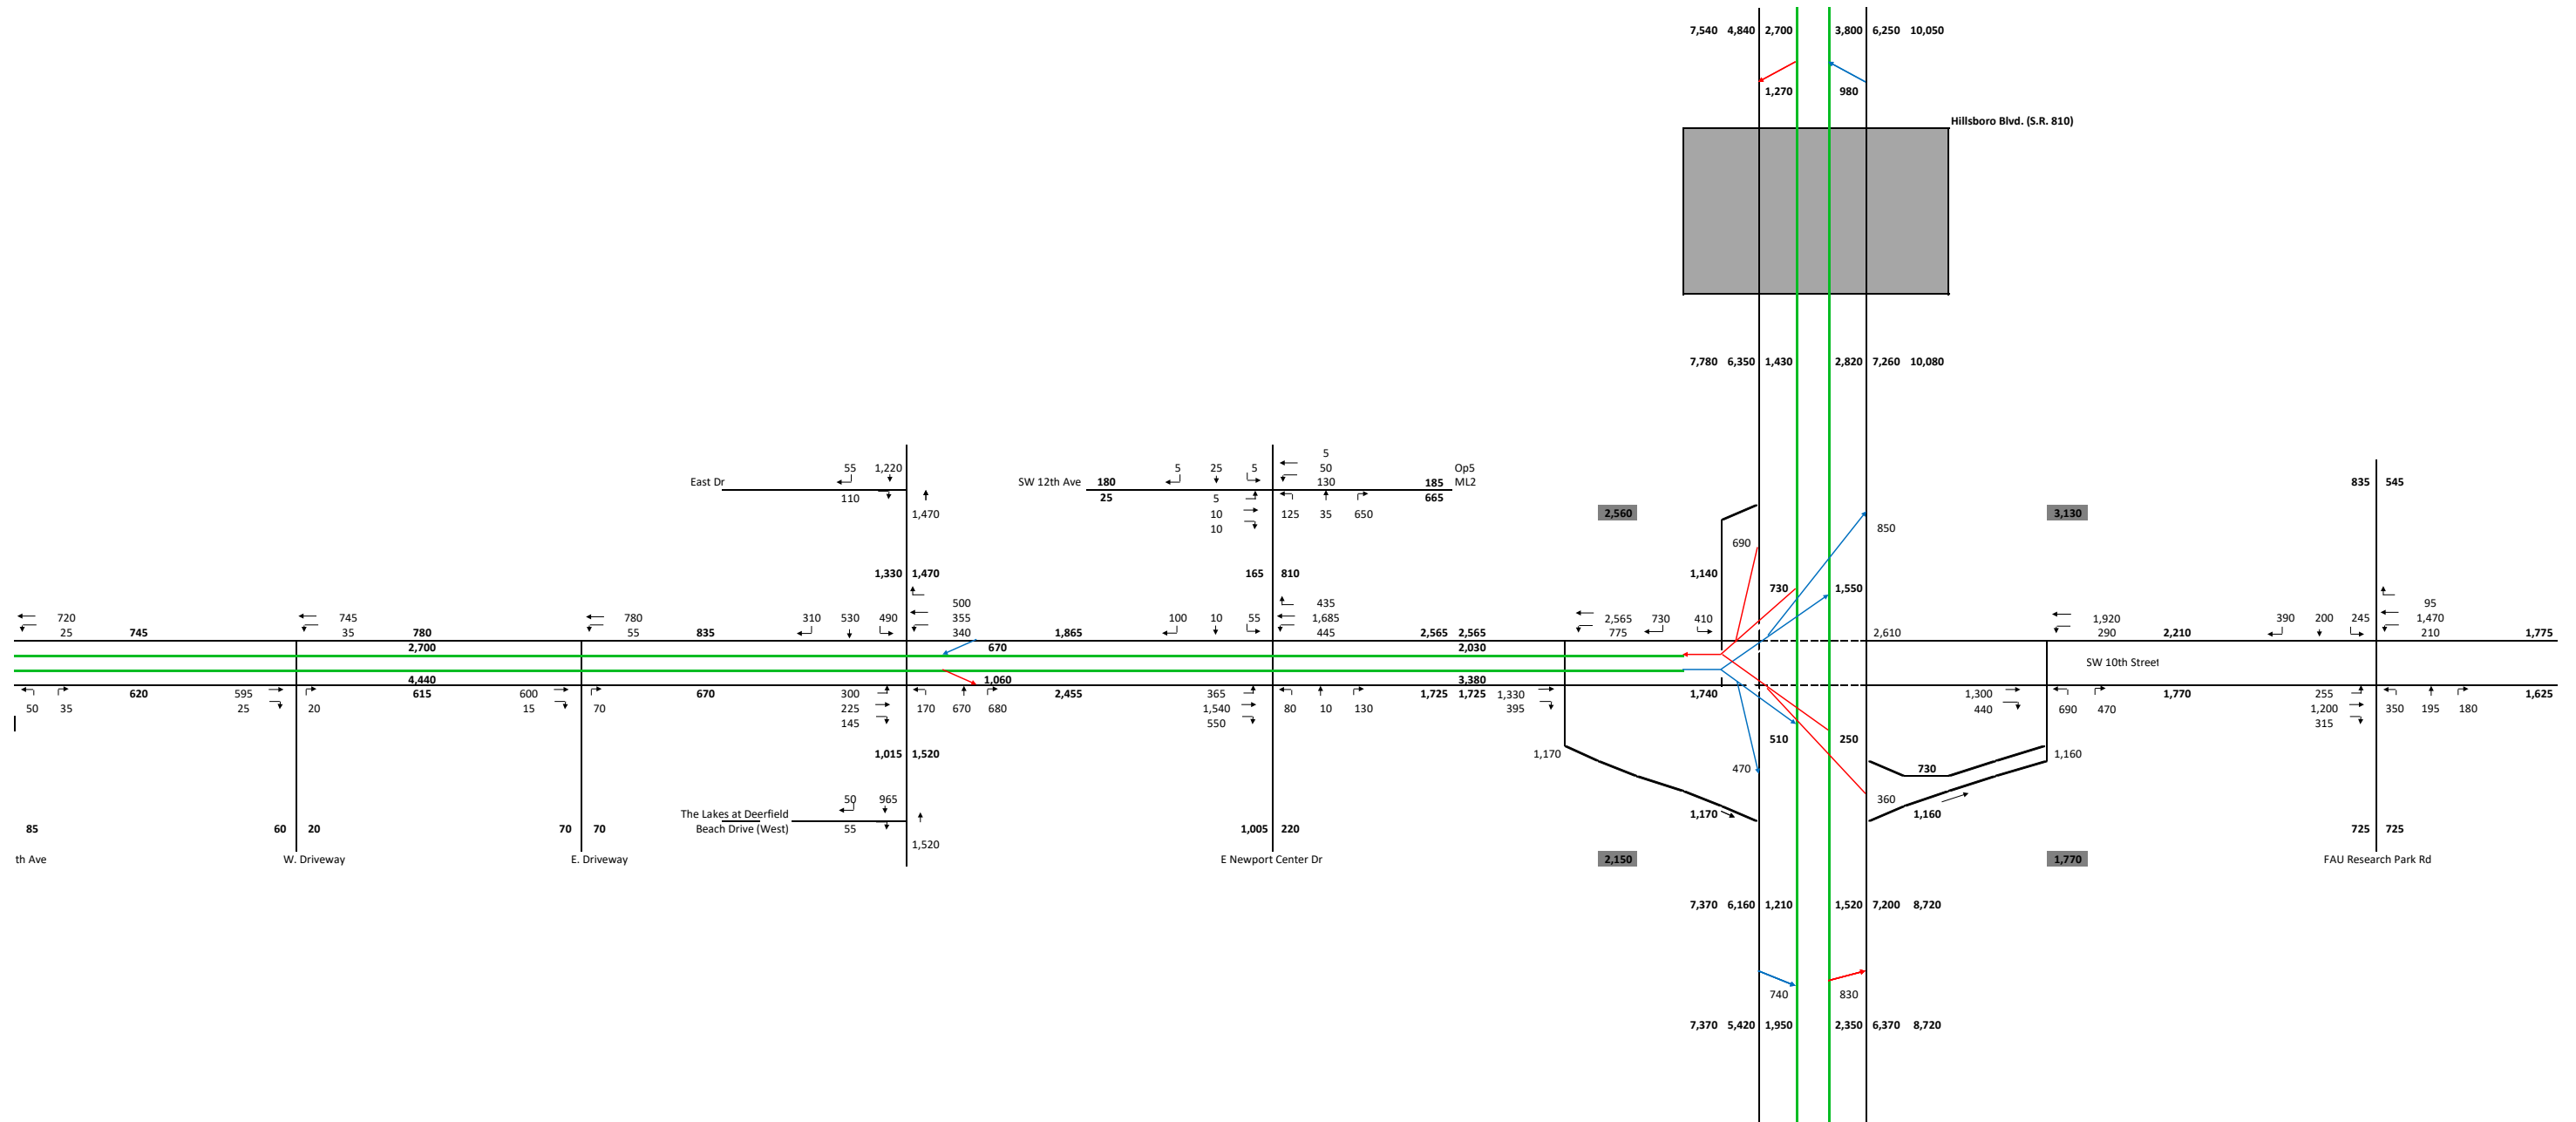 7,540 4,840 2,700 3,800 6,250 10,050
1,270 980
Hillsboro Blvd. (S.R. 810)
7,780 6,350 1,430 2,820 7,260 10,080
5
55 1,220 5 25 5 50 Op5
East Dr SW 12th Ave 180 130 185 ML2 835 545
110 25 5 665
1,470 10 125 35 650 2,560 3,130
10 850
690
1,330 1,470 165 810 1,140
730 1,550
500 435 95
720 745 780 310 530 490 355 100 10 55 1,685 2,565 730 410 1,920 390 200 245 1,470
25 745 35 780 55 835 340 1,865 445 2,565 2,565 775 2,610 290 2,210 210 1,775
2,700 670 2,030
SW 10th Street
4,440 1,060 3,380
620 595 615 600 670 300 2,455 365 1,725 1,725 1,330 1,740 1,300 1,770 255 1,625
50 35 25 20 15 70 225 170 670 680 1,540 80 10 130 395 440 690 470 1,200 350 195 180
145 550 315
510 250
1,015 1,520 1,170 1,160
470 730
50 965 360
The Lakes at Deerfield 1,170 1,160
Beach Drive (West) 55
85 60 20 70 70 1,005 220 725 725
1,520
th Ave W. Driveway E. Driveway E Newport Center Dr 2,150 1,770 FAU Research Park Rd
7,370 6,160 1,210 1,520 7,200 8,720
740 830
7,370 5,420 1,950 2,350 6,370 8,720